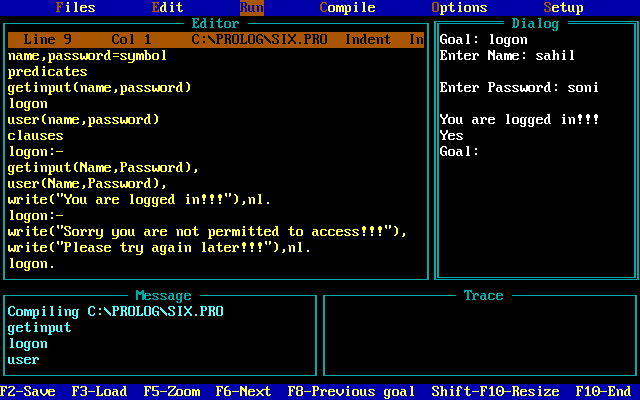 Files Edit Run Compile Options Setup
Editor
Line 9 Col 1 C:\PROLOG\SIX.PRO Indent In
name,password=symbol
predicates
getinput(name,password)
logon
user(name,password)
clauses
logon:-
getinput(Name,Password),
user(Name,Password),
write("You are logged in!!!"),nl.
logon:-
write("Sorry you are not permitted to access!!!"),
write("Please try again later!!!"),nl.
logon.
Dialog
Goal: logon
Enter Name: sahil
Enter Password: soni
You are logged in!!!
Yes
Goal:
Message
Compiling C:\PROLOG\SIX.PRO
getinput
logon
user
Trace
F2-Save F3-Load F5-Zoom F6-Next F8-Previous goal Shift-F10-Resize F10-End